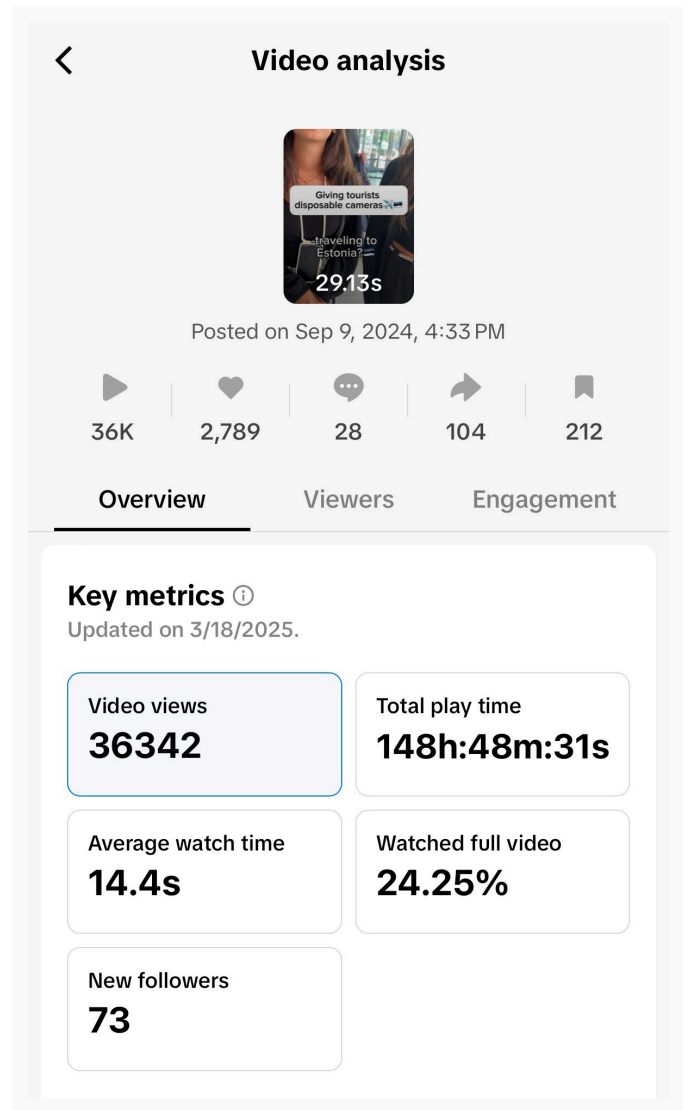 Video analysis
Giving tourists
disposable cameras✈️🇪🇪
traveling to
Estonia?
29.13s
Posted on Sep 9, 2024, 4:33 PM
36K 2,789 28 104 212
Overview Viewers Engagement
Key metrics
Updated on 3/18/2025.
Video views Total play time
36342 148h:48m:31s
Average watch time Watched full video
14.4s 24.25%
New followers
73